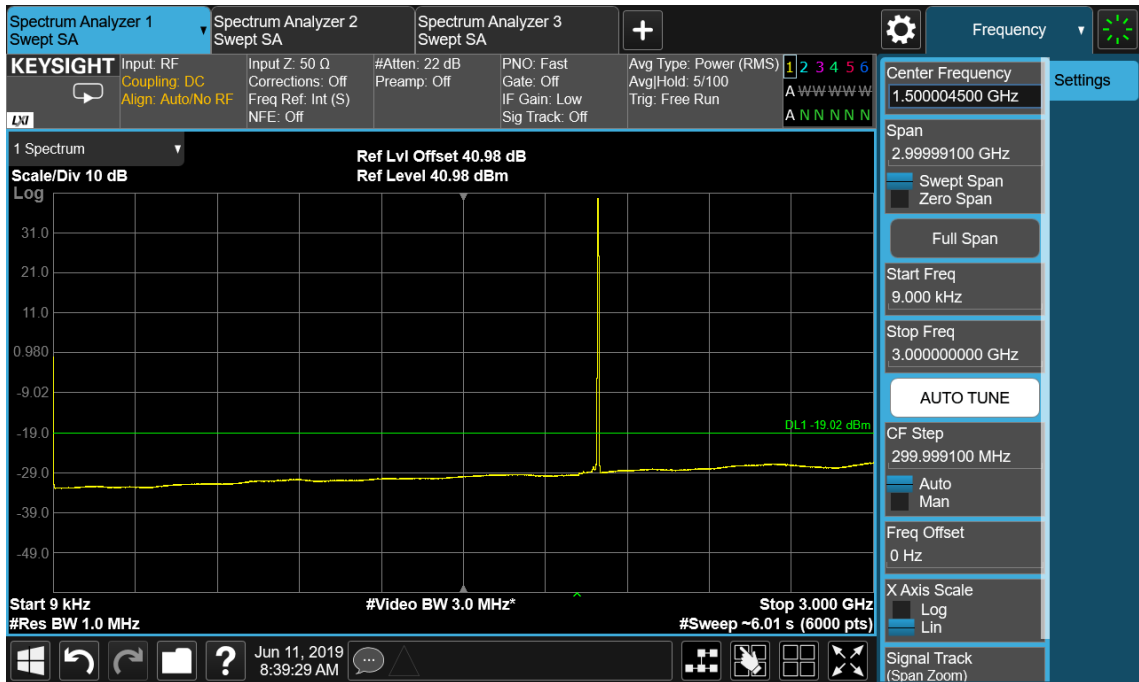 Spectrum Analyzer 1
Swept SA
Spectrum Analyzer 2
Swept SA
Spectrum Analyzer 3
Swept SA
+
Frequency
KEYSIGHT
LXI
Input: RF
Coupling: DC
Align: Auto/No RF
Input Z: 50 Ω
Corrections: Off
Freq Ref: Int (S)
NFE: Off
#Atten: 22 dB
Preamp: Off
PNO: Fast
Gate: Off
IF Gain: Low
Sig Track: Off
Avg Type: Power (RMS)
Avg|Hold: 5/100
Trig: Free Run
1 2 3 4 5 6
A W W W W W
A N N N N N
1 Spectrum
Scale/Div 10 dB
Log
Ref Lvl Offset 40.98 dB
Ref Level 40.98 dBm
31.0
21.0
11.0
0.980
-9.02
-19.0
-29.0
-39.0
-49.0
DL1 -19.02 dBm
Start 9 kHz
#Res BW 1.0 MHz
#Video BW 3.0 MHz*
Stop 3.000 GHz
#Sweep ~6.01 s (6000 pts)
Center Frequency
1.500004500 GHz
Span
2.99999100 GHz
Swept Span
Zero Span
Full Span
Start Freq
9.000 kHz
Stop Freq
3.000000000 GHz
AUTO TUNE
CF Step
299.999100 MHz
Auto
Man
Freq Offset
0 Hz
X Axis Scale
Log
Lin
Signal Track
(Span Zoom)
Settings
?
Jun 11, 2019
8:39:29 AM